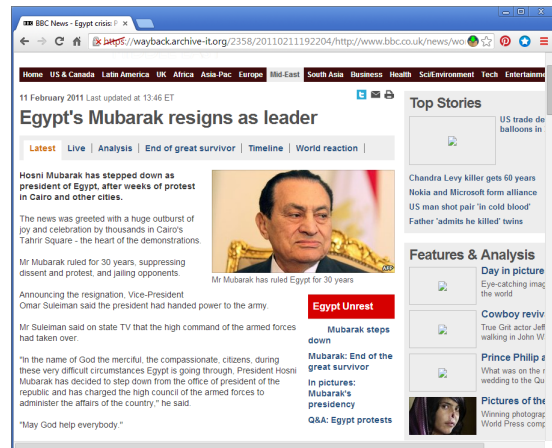 BBC News - Egypt crisis: P
https://wayback.archive-it.org/2358/20110211192204/http://www.bbc.co.uk/news/wo
Home US & Canada Latin America UK Africa Asia-Pac Europe Mid-East South Asia Business Health Sci/Environment Tech Entertainme
11 February 2011 Last updated at 13:46 ET
Egypt's Mubarak resigns as leader
Latest Live Analysis End of great survivor Timeline World reaction
Hosni Mubarak has stepped down as
president of Egypt, after weeks of protest
in Cairo and other cities.
The news was greeted with a huge outburst of
joy and celebration by thousands in Cairo's
Tahrir Square - the heart of the demonstrations.
Mr Mubarak ruled for 30 years, suppressing
dissent and protest, and jailing opponents.
Announcing the resignation, Vice-President
Omar Suleiman said the president had handed power to the army.
Mr Suleiman said on state TV that the high command of the armed forces
had taken over.
"In the name of God the merciful, the compassionate, citizens, during
these very difficult circumstances Egypt is going through, President Hosni
Mubarak has decided to step down from the office of president of the
republic and has charged the high council of the armed forces to
administer the affairs of the country," he said.
"May God help everybody."
AFP
Mr Mubarak has ruled Egypt for 30 years
Egypt Unrest
Mubarak steps
down
Mubarak: End of the
great survivor
In pictures:
Mubarak's
presidency
Q&A: Egypt protests
Top Stories
US trade de
balloons in
Chandra Levy killer gets 60 years
Nokia and Microsoft form alliance
US man shot pair 'in cold blood'
Father 'admits he killed' twins
Features & Analysis
Day in picture
Eye-catching imag
the world
Cowboy reviv
True Grit actor Jeff
walking in John W
Prince Philip a
What was on the r
wedding to the Qu
Pictures of the
Winning photograp
World Press comp